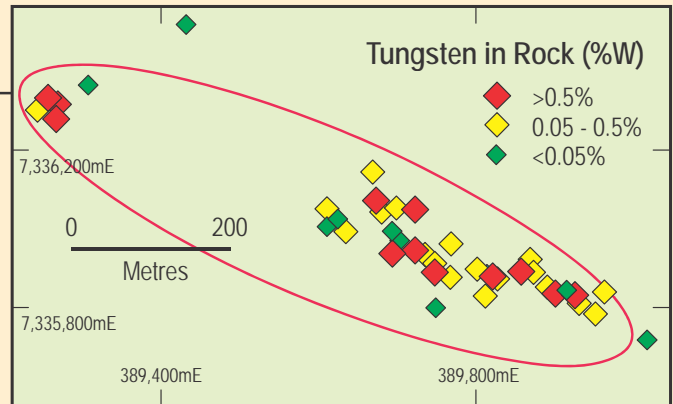 Tungsten in Rock (%W)
>0.5%
0.05 - 0.5%
<0.05%
7,336,200mE
0 200
Metres
7,335,800mE
389,400mE 389,800mE